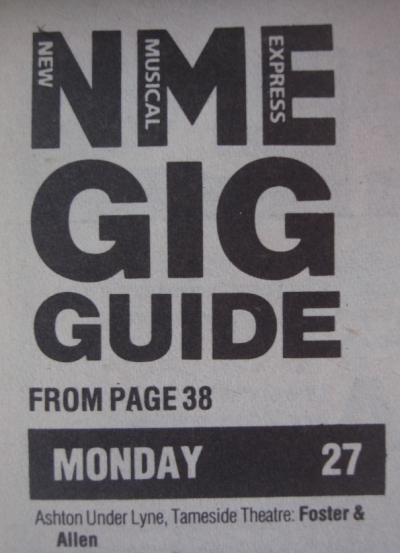 NME
NEW MUSICAL EXPRESS
GIG
GUIDE
FROM PAGE 38
MONDAY 27
Ashton Under Lyne, Tameside Theatre: Foster &
Allen